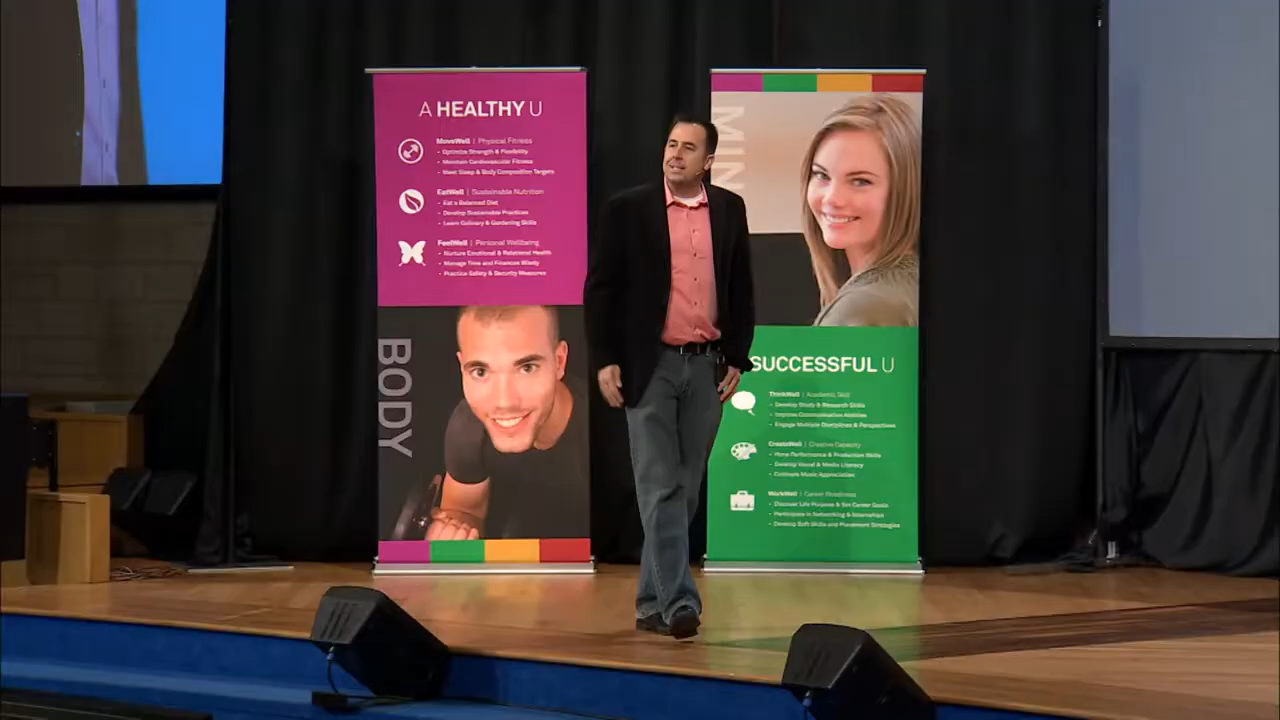 A HEALTHY U
MoveWell | Physical Fitness
- Optimize Strength & Flexibility
- Maintain Cardiovascular Fitness
- Meet Sleep & Body Composition Targets
EatWell | Sustainable Nutrition
- Eat a Balanced Diet
- Develop Sustainable Practices
- Learn Culinary & Gardening Skills
FeelWell | Personal Wellbeing
- Nurture Emotional & Relational Health
- Manage Time and Finances Wisely
- Practice Safety & Security Measures
BODY
MIN
SUCCESSFUL U
ThinkWell | Academic Skill
- Develop Study & Research Skills
- Improve Communication Abilities
- Engage Multiple Disciplines & Perspectives
CreateWell | Creative Capacity
- Hone Performance & Production Skills
- Develop Visual & Media Literacy
- Cultivate Music Appreciation
WorkWell | Career Readiness
- Discover Life Purpose & Set Career Goals
- Participate in Networking & Internships
- Develop Soft Skills and Placement Strategies